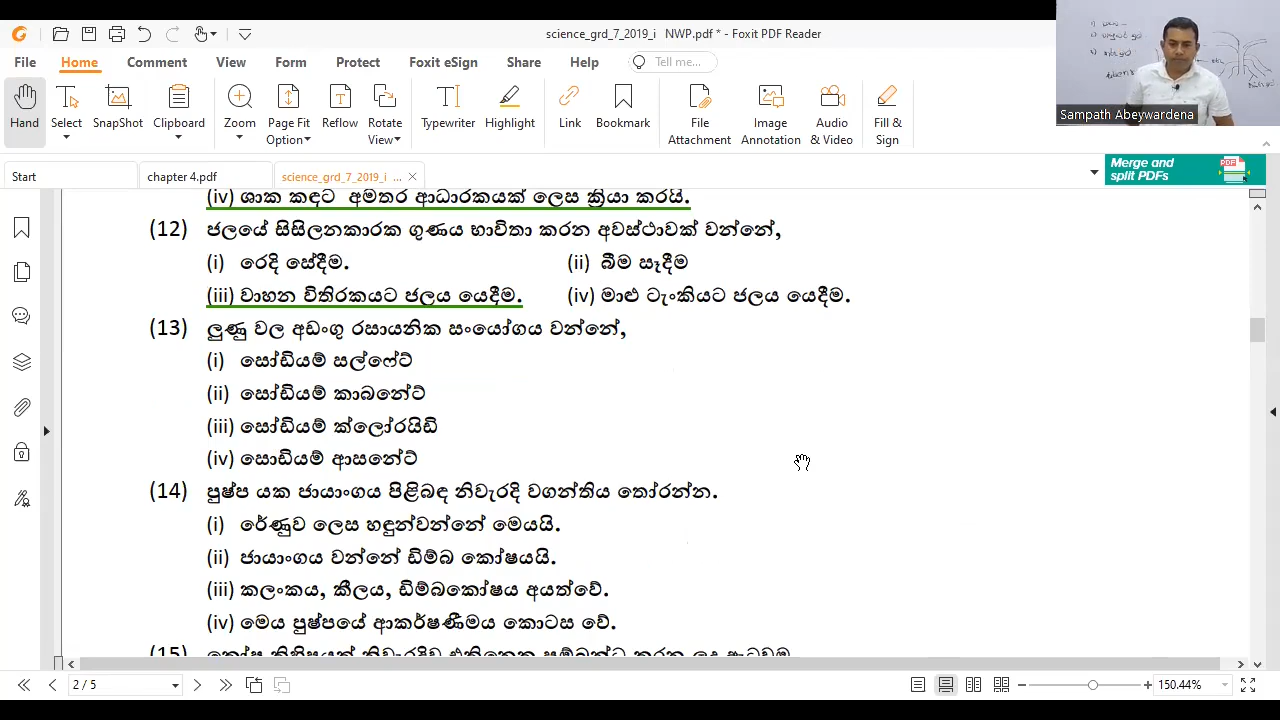 science_grd_7_2019_i NWP.pdf * - Foxit PDF Reader
File Home Comment View Form Protect Foxit eSign Share Help Tell me...
Hand Select SnapShot Clipboard Zoom Page Fit Option Reflow Rotate View Typewriter Highlight Link Bookmark File Attachment Image Annotation Audio & Video Fill & Sign
Sampath Abeywardena
Start chapter 4.pdf science_grd_7_2019_i ...
Merge and split PDFs
(iv) ශාක කඳට අමතර ආධාරකයක් ලෙස ක්‍රියා කරයි.
(12) ජලයේ සිසිලනකාරක ගුණය භාවිතා කරන අවස්ථාවක් වන්නේ,
(i) රෙදි සේදීම. (ii) බීම සෑදීම
(iii) වාහන විකිරකයට ජලය යෙදීම. (iv) මාළු ටැංකියට ජලය යෙදීම.
(13) ලුණු වල අඩංගු රසායනික සංයෝගය වන්නේ,
(i) සෝඩියම් සල්ෆේට්
(ii) සෝඩියම් කාබනේට්
(iii) සෝඩියම් ක්ලෝරයිඩ්
(iv) සොඩියම් ආසනේට්
(14) පුෂ්ප යක ජායාංගය පිළිබඳ නිවැරදි වගන්තිය තෝරන්න.
(i) රේණුව ලෙස හඳුන්වන්නේ මෙයයි.
(ii) ජායාංගය වන්නේ ඩිම්බ කෝෂයයි.
(iii) කලංකය, කීලය, ඩිම්බකෝෂය අයත්වේ.
(iv) මෙය පුෂ්පයේ ආකර්ෂණීමය කොටස වේ.
(15)
2 / 5 150.44%